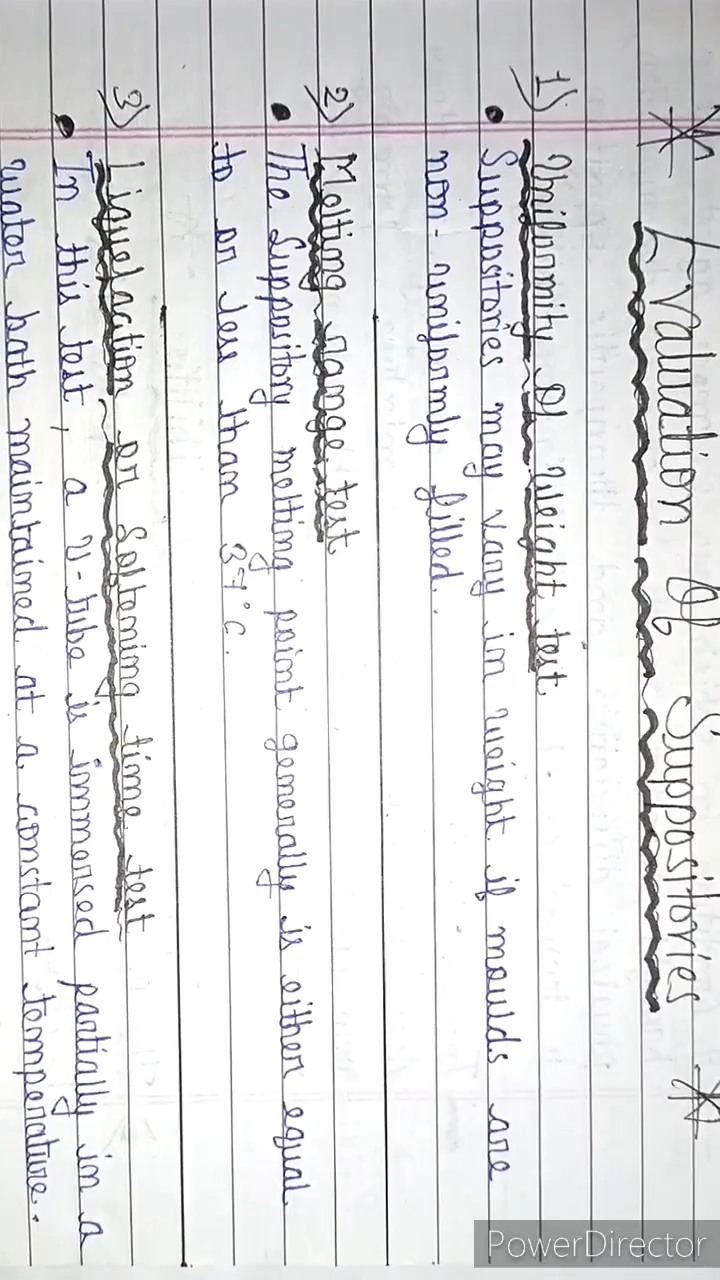 * Evaluation Of Suppositories *
1) Uniformity Of Weight test
• Suppositories may vary in weight if moulds are
non-uniformly filled.
2) Melting range test
• The Suppository melting point generally is either equal
to or less than 37°C.
3) Liquefaction or Softening time test
• In this test, a U-tube is immersed partially in a
water bath maintained at a constant temperature.
PowerDirector